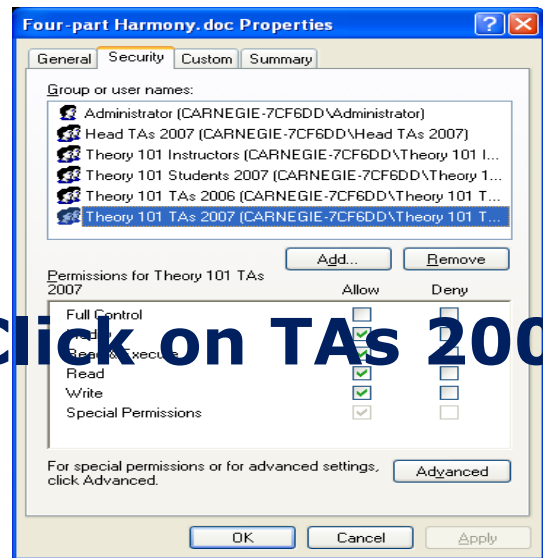 Four-part Harmony.doc Properties
General Security Custom Summary
Group or user names:
Administrator (CARNEGIE-7CF6DD\Administrator)
Head TAs 2007 (CARNEGIE-7CF6DD\Head TAs 2007)
Theory 101 Instructors (CARNEGIE-7CF6DD\Theory 101 I...
Theory 101 Students 2007 (CARNEGIE-7CF6DD\Theory 1...
Theory 101 TAs 2006 (CARNEGIE-7CF6DD\Theory 101 T...
Theory 101 TAs 2007 (CARNEGIE-7CF6DD\Theory 101 T...
Add... Remove
Permissions for Theory 101 TAs
2007 Allow Deny
Full Control
Click on TAs 200
Read & Execute
Read
Write
Special Permissions
For special permissions or for advanced settings,
click Advanced.
Advanced
OK Cancel Apply